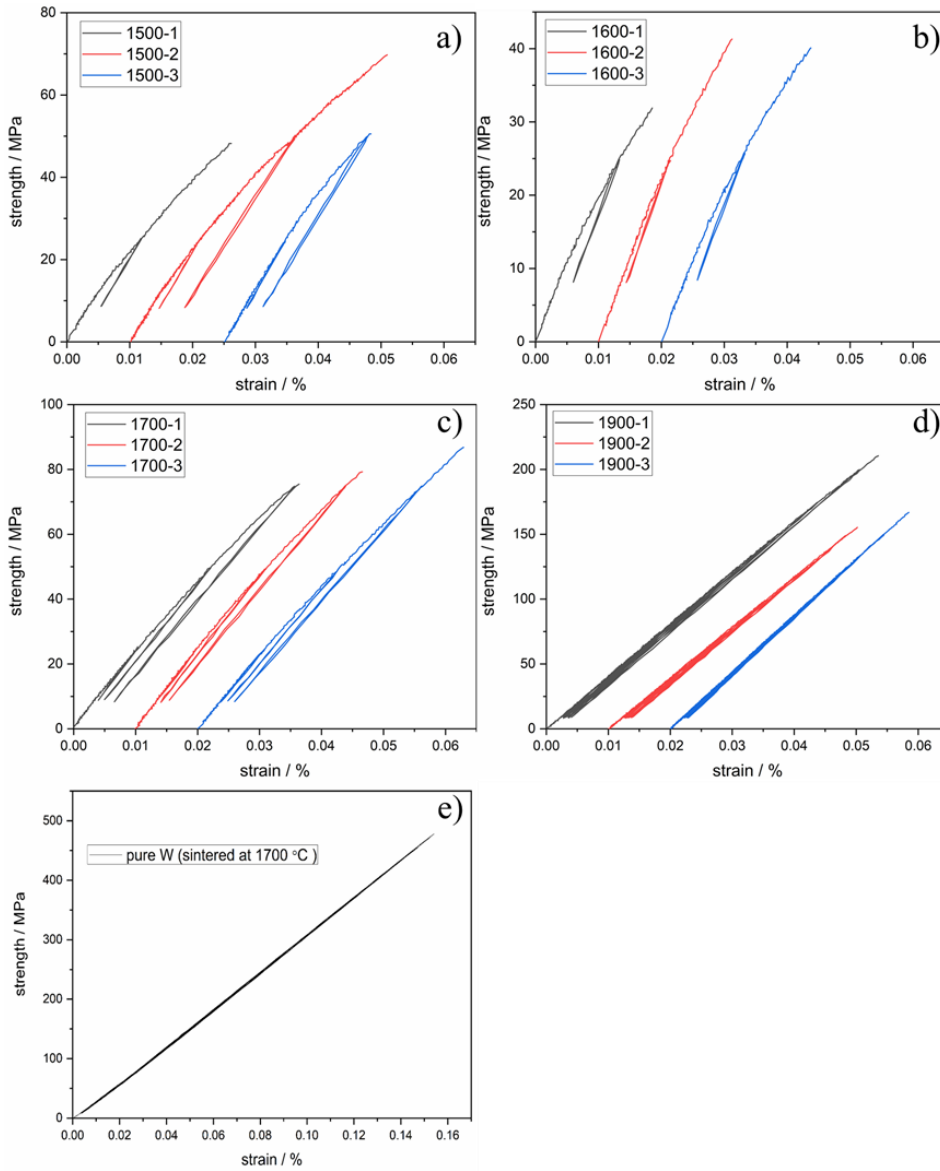 a)
1500-1
1500-2
1500-3
80
60
40
20
0
strength / MPa
0.00 0.01 0.02 0.03 0.04 0.05 0.06
strain / %
b)
1600-1
1600-2
1600-3
40
30
20
10
0
strength / MPa
0.00 0.01 0.02 0.03 0.04 0.05 0.06
strain / %
c)
1700-1
1700-2
1700-3
100
80
60
40
20
0
strength / MPa
0.00 0.01 0.02 0.03 0.04 0.05 0.06
strain / %
d)
1900-1
1900-2
1900-3
250
200
150
100
50
0
strength / MPa
0.00 0.01 0.02 0.03 0.04 0.05 0.06
strain / %
e)
pure W (sintered at 1700 °C )
500
400
300
200
100
0
strength / MPa
0.00 0.02 0.04 0.06 0.08 0.10 0.12 0.14 0.16
strain / %